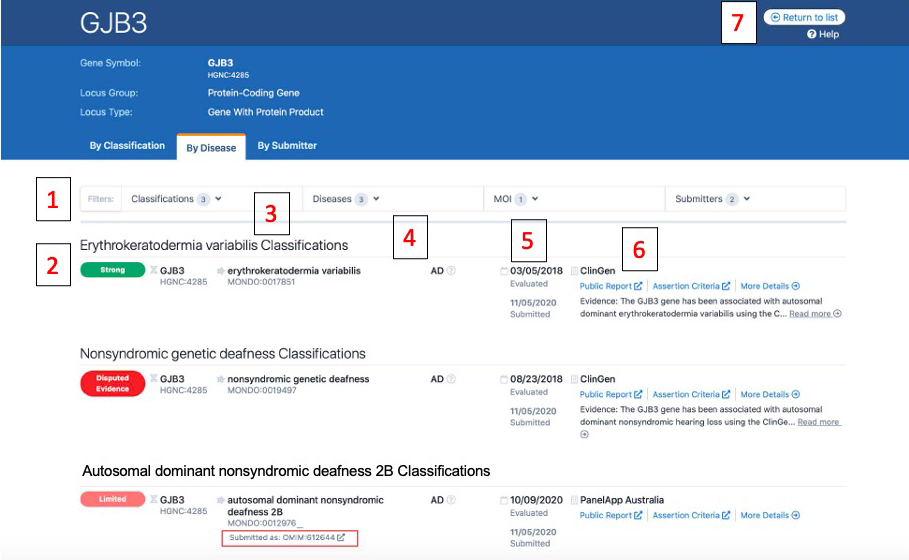 GJB3
7
Return to list
Help
Gene Symbol:
GJB3
HGNC:4285
Locus Group:
Protein-Coding Gene
Locus Type:
Gene With Protein Product
By Classification
By Disease
By Submitter
1
Filters:
Classifications 3
Diseases 3
MOI 1
Submitters 2
3
4
5
6
Erythrokeratodermia variabilis Classifications
2
Strong
GJB3
HGNC:4285
erythrokeratodermia variabilis
MONDO:0017851
AD
03/05/2018
Evaluated
11/05/2020
Submitted
ClinGen
Public Report | Assertion Criteria | More Details
Evidence: The GJB3 gene has been associated with autosomal
dominant erythrokeratodermia variabilis using the C... Read more
Nonsyndromic genetic deafness Classifications
Disputed
Evidence
GJB3
HGNC:4285
nonsyndromic genetic deafness
MONDO:0019497
AD
08/23/2018
Evaluated
11/05/2020
Submitted
ClinGen
Public Report | Assertion Criteria | More Details
Evidence: The GJB3 gene has been associated with autosomal
dominant nonsyndromic hearing loss using the ClinGe... Read more
Autosomal dominant nonsyndromic deafness 2B Classifications
Limited
GJB3
HGNC:4285
autosomal dominant nonsyndromic
deafness 2B
MONDO:0012976_
Submitted as: OMIM:612644
AD
10/09/2020
Evaluated
11/05/2020
Submitted
PanelApp Australia
Public Report | Assertion Criteria | More Details